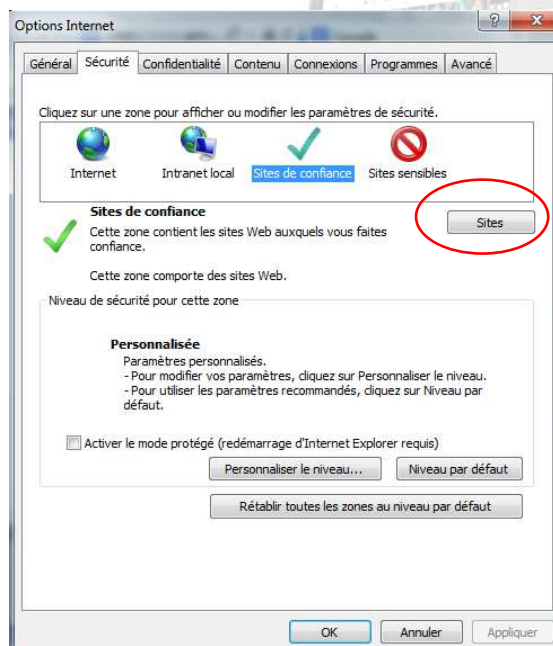 Options Internet
Général Sécurité Confidentialité Contenu Connexions Programmes Avancé
Cliquez sur une zone pour afficher ou modifier les paramètres de sécurité.
Internet Intranet local Sites de confiance Sites sensibles
Sites de confiance
Sites
Cette zone contient les sites Web auxquels vous faites
confiance.
Cette zone comporte des sites Web.
Niveau de sécurité pour cette zone
Personnalisée
Paramètres personnalisés.
- Pour modifier vos paramètres, cliquez sur Personnaliser le niveau.
- Pour utiliser les paramètres recommandés, cliquez sur Niveau par
défaut.
Activer le mode protégé (redémarrage d'Internet Explorer requis)
Personnaliser le niveau... Niveau par défaut
Rétablir toutes les zones au niveau par défaut
OK Annuler Appliquer